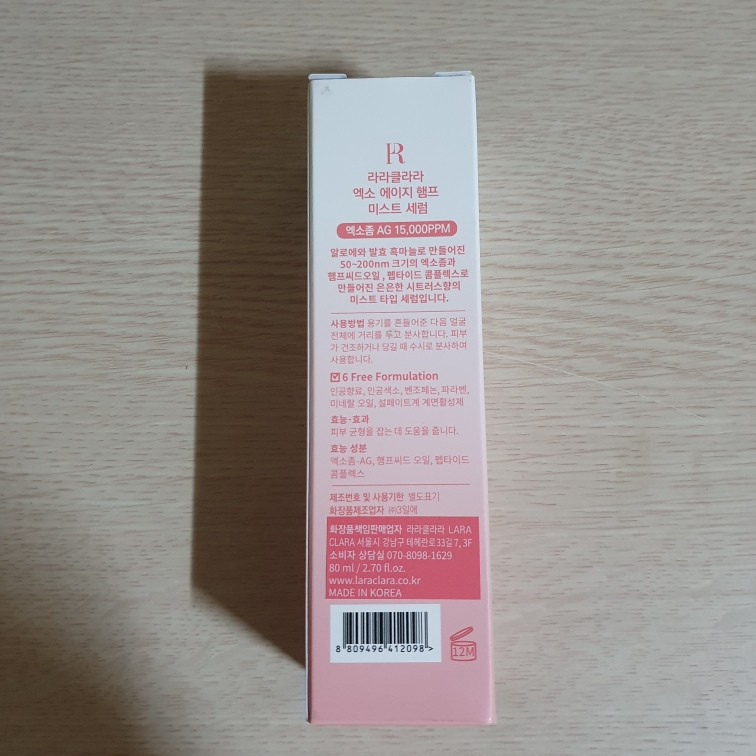 라라클라라
엑소 에이지 햄프
미스트 세럼
엑소좀 AG 15,000PPM
알로에와 발효 흑마늘로 만들어진
50~200nm 크기의 엑소좀과
햄프씨드오일 , 펩타이드 콤플렉스로
만들어진 은은한 시트러스향의
미스트 타입 세럼입니다.
사용방법 용기를 흔들어준 다음 얼굴
전체에 거리를 두고 분사합니다. 피부
가 건조하거나 당길 때 수시로 분사하여
사용합니다.
6 Free Formulation
인공향료, 인공색소, 벤조페논, 파라벤,
미네랄 오일, 설페이트계 계면활성제
효능·효과
피부 균형을 잡는 데 도움을 줍니다.
효능 성분
엑소좀-AG, 햄프씨드 오일, 펩타이드
콤플렉스
제조번호 및 사용기한 별도표기
화장품제조업자 ㈜3일애
화장품책임판매업자 라라클라라 LARA
CLARA 서울시 강남구 테헤란로33길 7, 3F
소비자 상담실 070-8098-1629
80 ml / 2.70 fl.oz.
www.laraclara.co.kr
MADE IN KOREA
8 809496 412098 >
12M